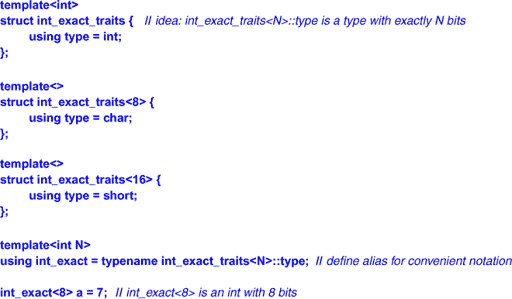 template<int>
struct int_exact_traits { // idea: int_exact_traits<N>::type is a type with exactly N bits
using type = int;
};
template<>
struct int_exact_traits<8> {
using type = char;
};
template<>
struct int_exact_traits<16> {
using type = short;
};
template<int N>
using int_exact = typename int_exact_traits<N>::type; // define alias for convenient notation
int_exact<8> a = 7; // int_exact<8> is an int with 8 bits